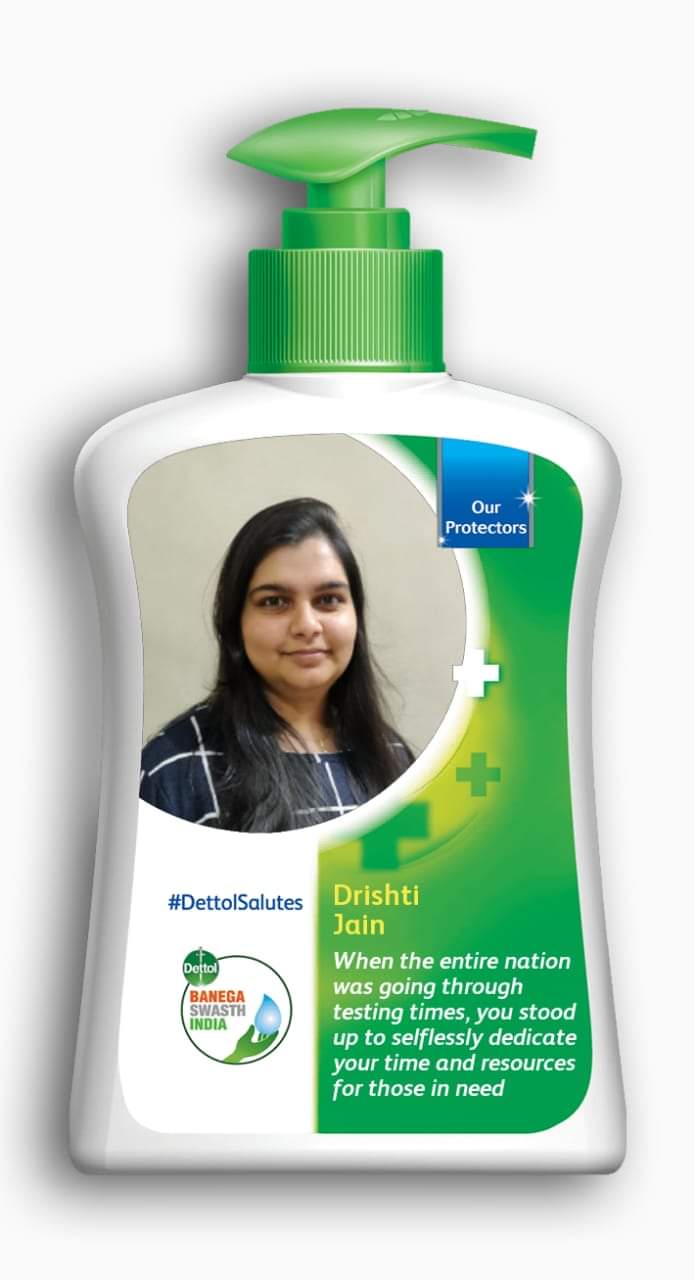 Our
Protectors
#DettolSalutes
Dettol
BANEGA
SWASTH
INDIA
Drishti
Jain
When the entire nation
was going through
testing times, you stood
up to selflessly dedicate
your time and resources
for those in need